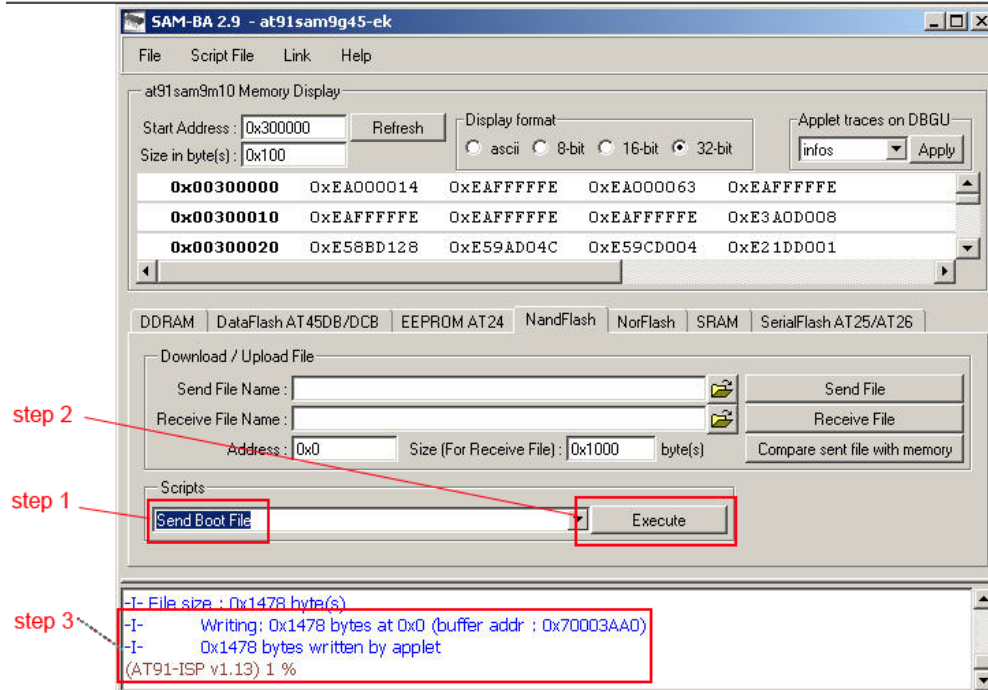 SAM-BA 2.9 - at91sam9g45-ek
File Script File Link Help
at91sam9m10 Memory Display
Start Address : 0x300000 Refresh
Size in byte(s) : 0x100
Display format
ascii 8-bit 16-bit 32-bit
Applet traces on DBGU
infos Apply
0x00300000 0xEA000014 0xEAFFFFFE 0xEA000063 0xEAFFFFFE
0x00300010 0xEAFFFFFE 0xEAFFFFFE 0xEAFFFFFE 0xE3A0D008
0x00300020 0xE58BD128 0xE59AD04C 0xE59CD004 0xE21DD001
DDRAM DataFlash AT45DB/DCB EEPROM AT24 NandFlash NorFlash SRAM SerialFlash AT25/AT26
Download / Upload File
Send File Name : Send File
Receive File Name : Receive File
Address : 0x0 Size (For Receive File) : 0x1000 byte(s) Compare sent file with memory
step 2
step 1
Scripts
Send Boot File Execute
step 3
-I- File size : 0x1478 byte(s)
-I- Writing: 0x1478 bytes at 0x0 (buffer addr : 0x70003AA0)
-I- 0x1478 bytes written by applet
(AT91-ISP v1.13) 1 %